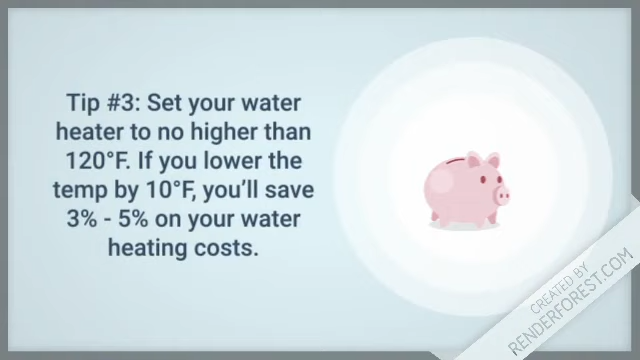 Tip #3: Set your water
heater to no higher than
120°F. If you lower the
temp by 10°F, you'll save
3% - 5% on your water
heating costs.
CREATED BY
RENDERFOREST.COM